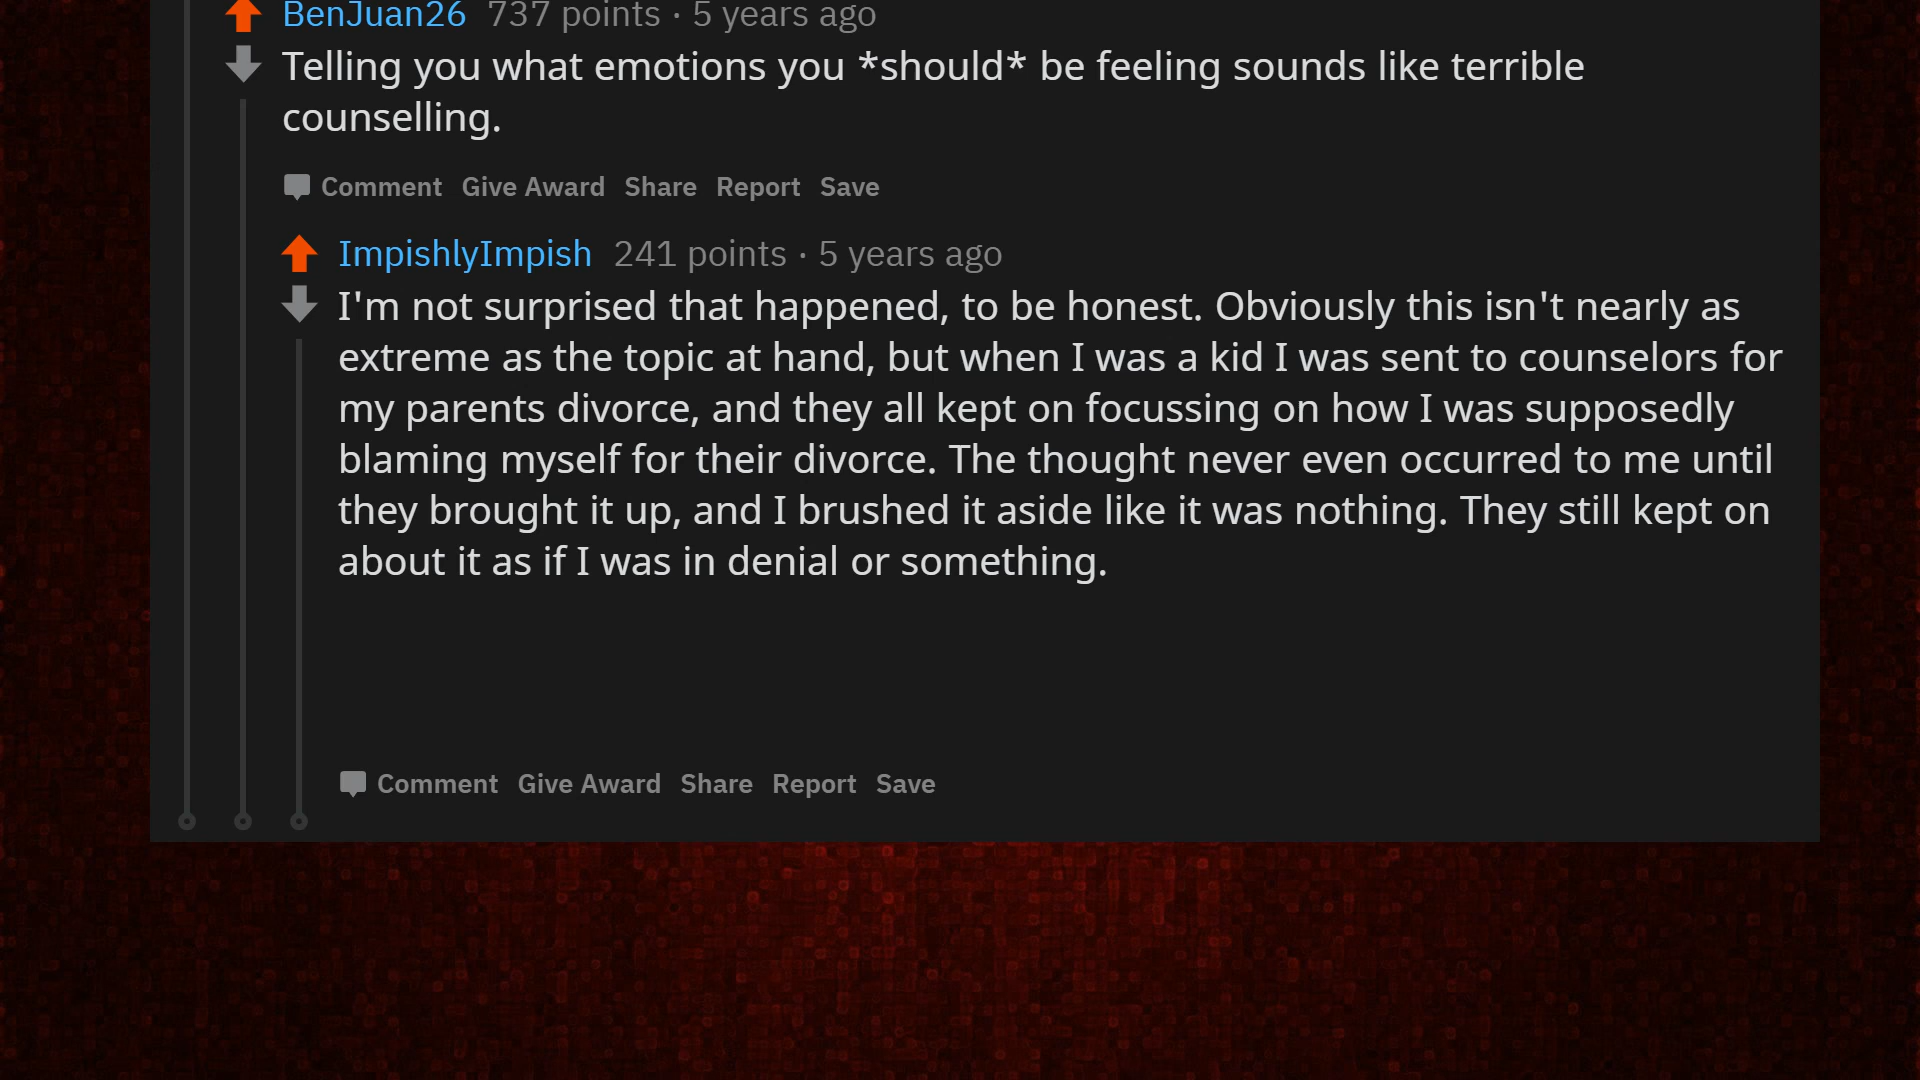 BenJuan26 737 points · 5 years ago
Telling you what emotions you *should* be feeling sounds like terrible
counselling.
Comment Give Award Share Report Save
ImpishlyImpish 241 points · 5 years ago
I'm not surprised that happened, to be honest. Obviously this isn't nearly as
extreme as the topic at hand, but when I was a kid I was sent to counselors for
my parents divorce, and they all kept on focussing on how I was supposedly
blaming myself for their divorce. The thought never even occurred to me until
they brought it up, and I brushed it aside like it was nothing. They still kept on
about it as if I was in denial or something.
Comment Give Award Share Report Save